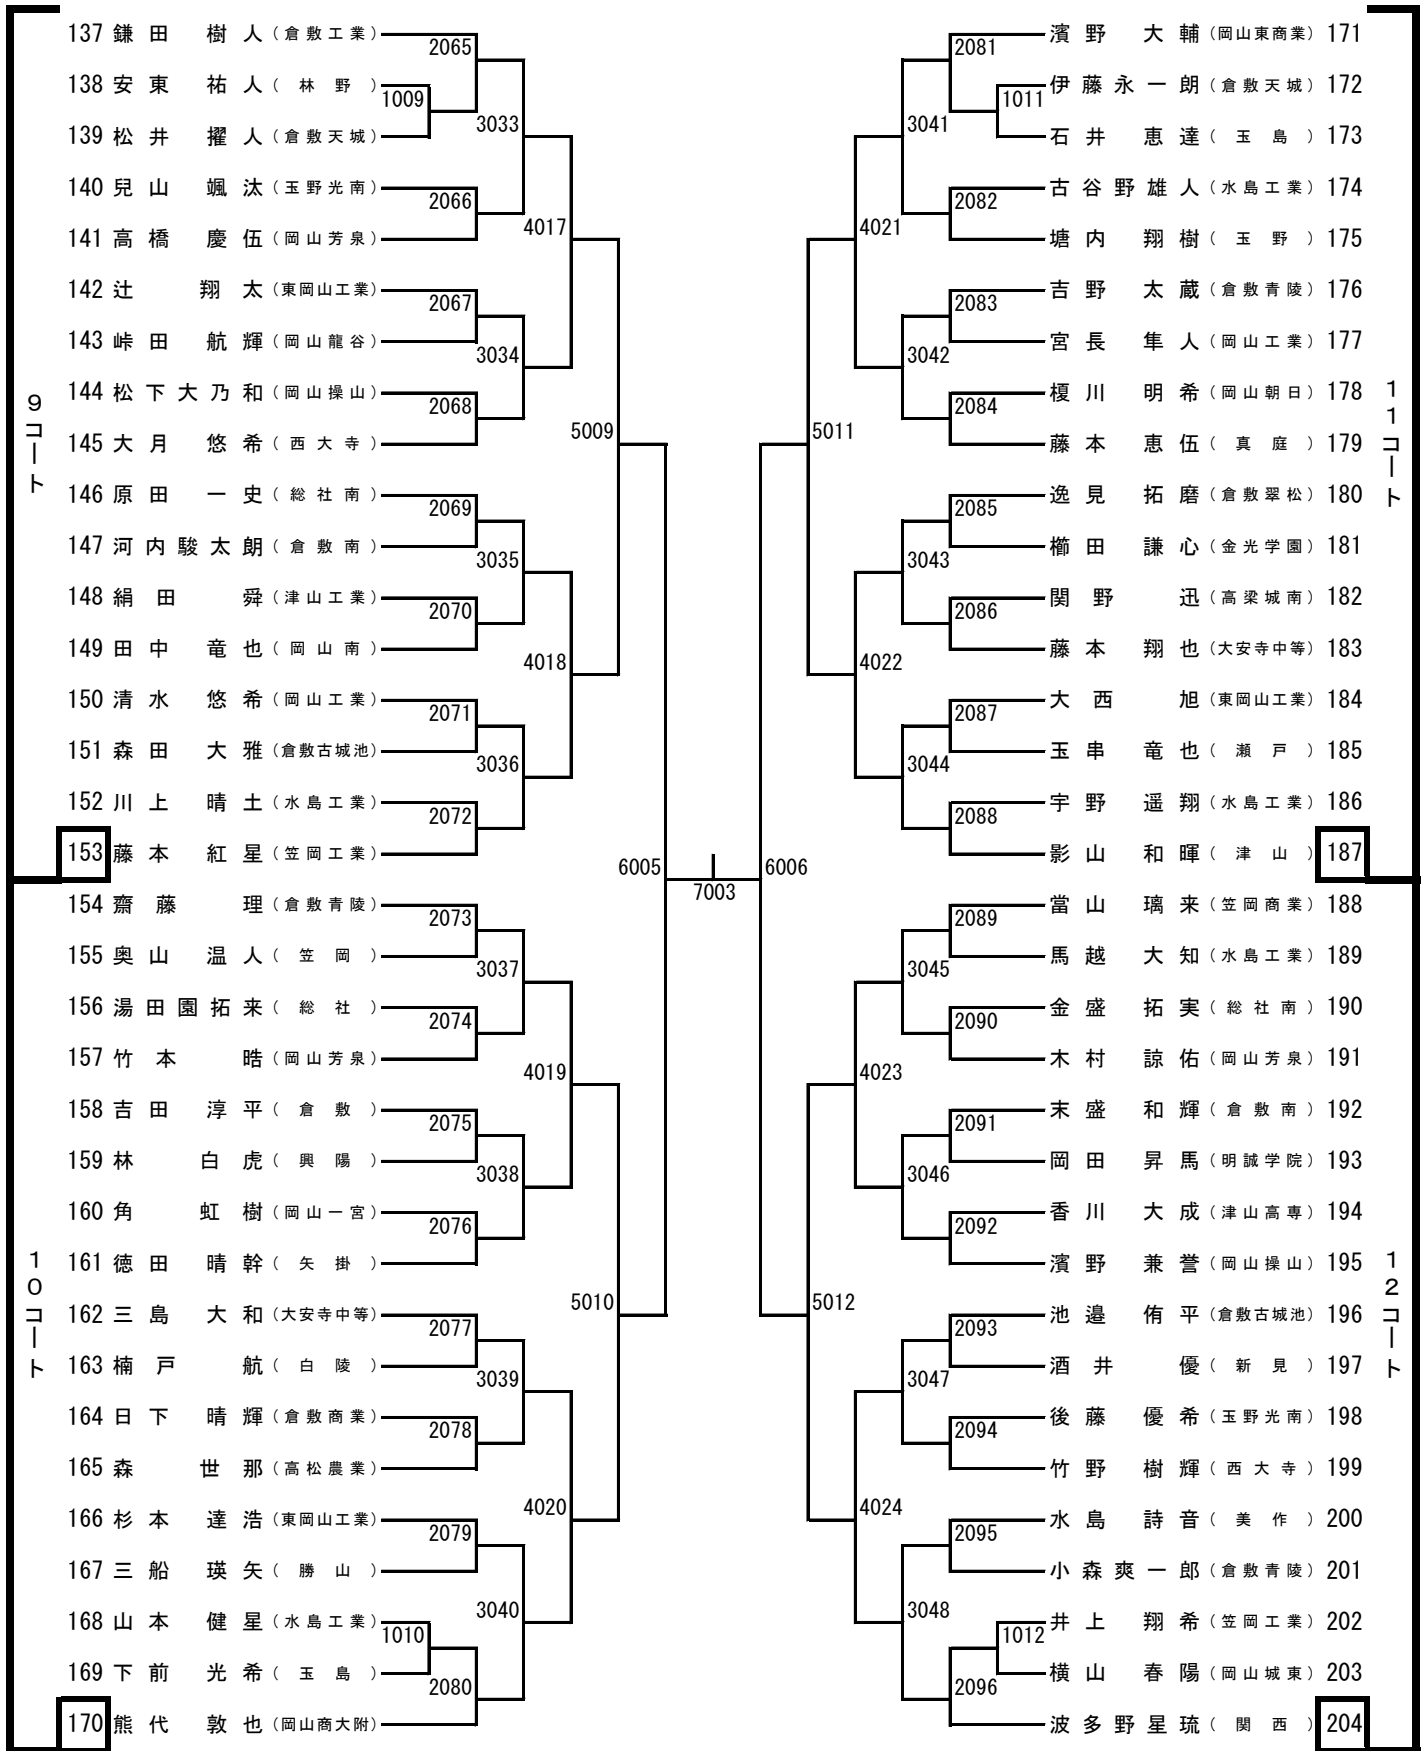 137 鎌田 樹人 (倉敷工業)
138 安東 祐人 (林野)
139 松井 擢人 (倉敷天城)
140 兒山 颯汰 (玉野光南)
141 高橋 慶伍 (岡山芳泉)
142 辻 翔太 (東岡山工業)
143 峠田 航輝 (岡山龍谷)
144 松下大乃和 (岡山操山)
145 大月 悠希 (西大寺)
146 原田 一史 (総社南)
147 河内駿太朗 (倉敷南)
148 絹田 舜 (津山工業)
149 田中 竜也 (岡山南)
150 清水 悠希 (岡山工業)
151 森田 大雅 (倉敷古城池)
152 川上 晴土 (水島工業)
153 藤本 紅星 (笠岡工業)
9コート
154 齋藤 理 (倉敷青陵)
155 奥山 温人 (笠岡)
156 湯田園拓来 (総社)
157 竹本 晧 (岡山芳泉)
158 吉田 淳平 (倉敷)
159 林 白虎 (興陽)
160 角 虹樹 (岡山一宮)
161 徳田 晴幹 (矢掛)
162 三島 大和 (大安寺中等)
163 楠戸 航 (白陵)
164 日下 晴輝 (倉敷商業)
165 森 世那 (高松農業)
166 杉本 達浩 (東岡山工業)
167 三船 瑛矢 (勝山)
168 山本 健星 (水島工業)
169 下前 光希 (玉島)
170 熊代 敦也 (岡山商大附)
10コート
1009
1010
2065
2066
2067
2068
2069
2070
2071
2072
2073
2074
2075
2076
2077
2078
2079
2080
3033
3034
3035
3036
3037
3038
3039
3040
4017
4018
4019
4020
5009
5010
6005
7003
6006
5011
5012
4021
4022
4023
4024
3041
3042
3043
3044
3045
3046
3047
3048
2081
2082
2083
2084
2085
2086
2087
2088
2089
2090
2091
2092
2093
2094
2095
2096
1011
1012
濱野 大輔 (岡山東商業) 171
伊藤永一朗 (倉敷天城) 172
石井 恵達 (玉島) 173
古谷野雄人 (水島工業) 174
塘内 翔樹 (玉野) 175
吉野 太蔵 (倉敷青陵) 176
宮長 隼人 (岡山工業) 177
榎川 明希 (岡山朝日) 178
藤本 恵伍 (真庭) 179
逸見 拓磨 (倉敷翠松) 180
櫛田 謙心 (金光学園) 181
関野 迅 (高梁城南) 182
藤本 翔也 (大安寺中等) 183
大西 旭 (東岡山工業) 184
玉串 竜也 (瀬戸) 185
宇野 遥翔 (水島工業) 186
影山 和暉 (津山) 187
11コート
當山 璃来 (笠岡商業) 188
馬越 大知 (水島工業) 189
金盛 拓実 (総社南) 190
木村 諒佑 (岡山芳泉) 191
末盛 和輝 (倉敷南) 192
岡田 昇馬 (明誠学院) 193
香川 大成 (津山高専) 194
濱野 兼誉 (岡山操山) 195
池邉 侑平 (倉敷古城池) 196
酒井 優 (新見) 197
後藤 優希 (玉野光南) 198
竹野 樹輝 (西大寺) 199
水島 詩音 (美作) 200
小森爽一郎 (倉敷青陵) 201
井上 翔希 (笠岡工業) 202
横山 春陽 (岡山城東) 203
波多野星琉 (関西) 204
12コート